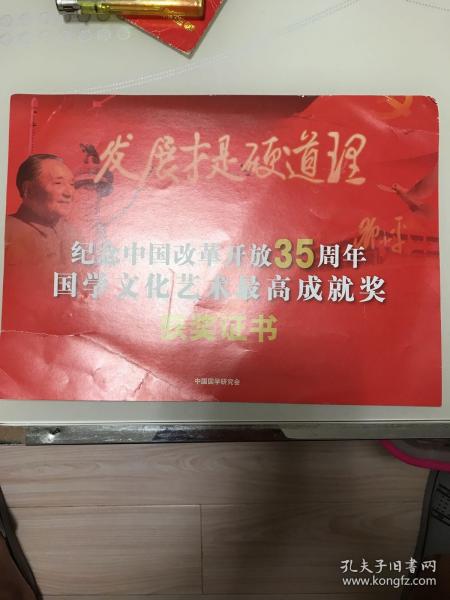 发展才是硬道理
邓小平
纪念中国改革开放35周年
国学文化艺术最高成就奖
获奖证书
中国国学研究会
孔夫子旧书网
www.kongfz.com